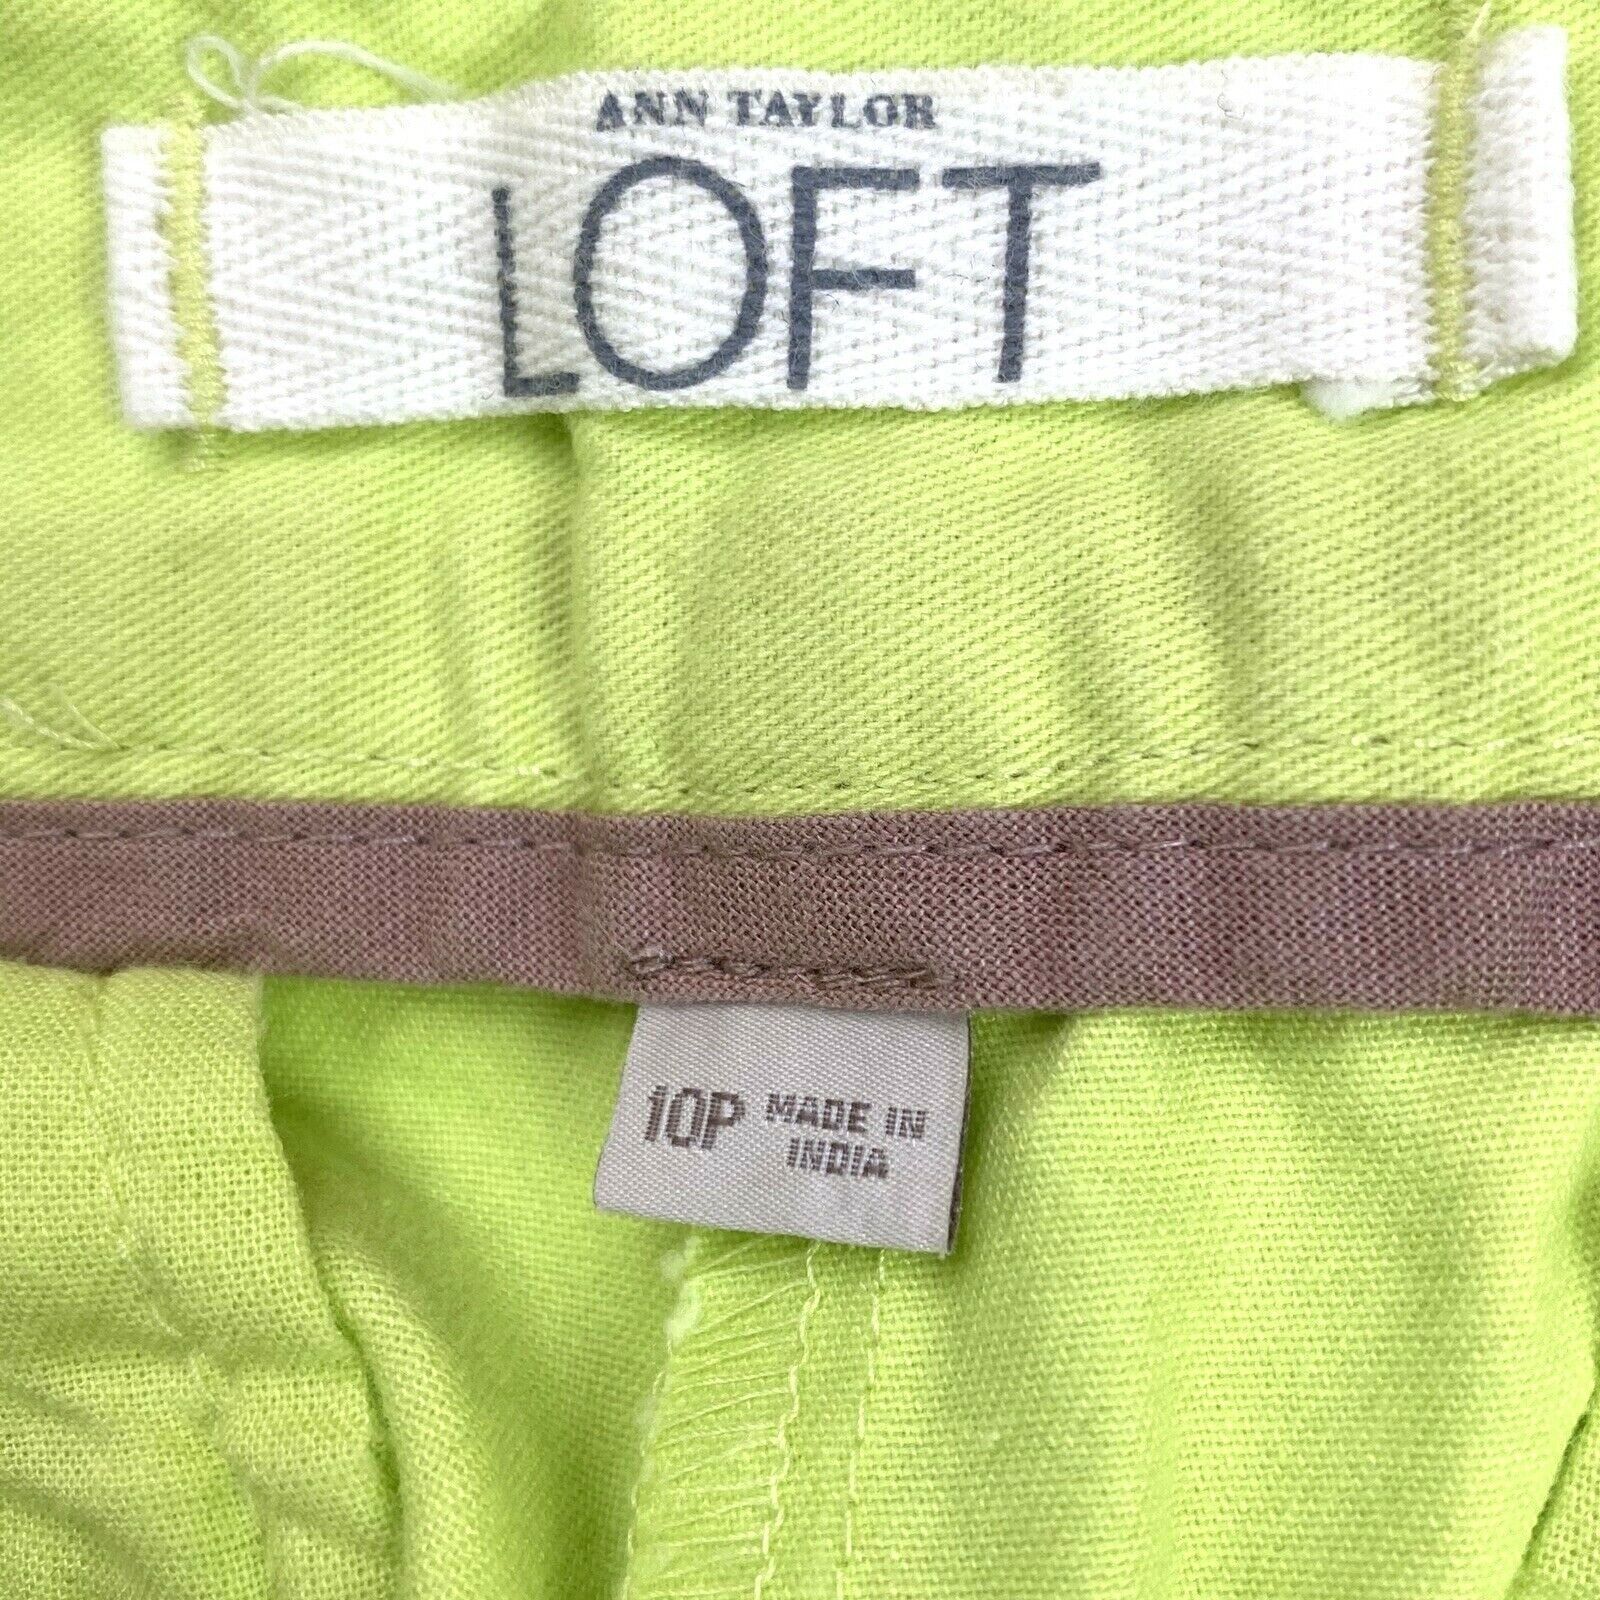 ANN TAYLOR
LOFT
10P MADE IN
INDIA